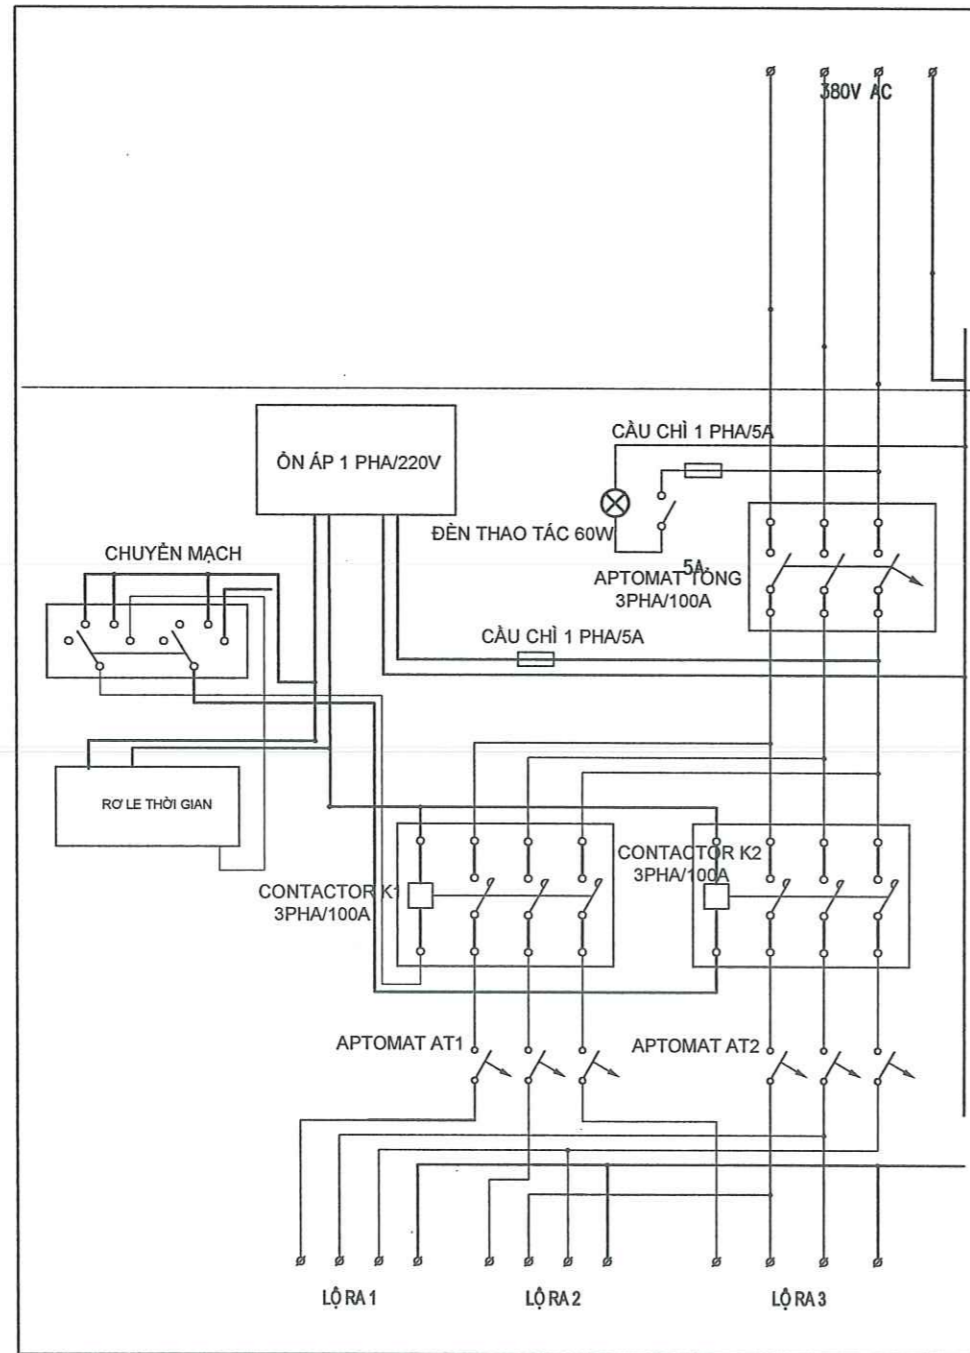 380V AC
CẦU CHÌ 1 PHA/5A
ỔN ÁP 1 PHA/220V
ĐÈN THAO TÁC 60W
CHUYỂN MẠCH
5A
APTOMAT TỔNG
3PHA/100A
CẦU CHÌ 1 PHA/5A
RƠ LE THỜI GIAN
CONTACTOR K2
3PHA/100A
CONTACTOR K1
3PHA/100A
APTOMAT AT1
APTOMAT AT2
LỘ RA 1
LỘ RA 2
LỘ RA 3